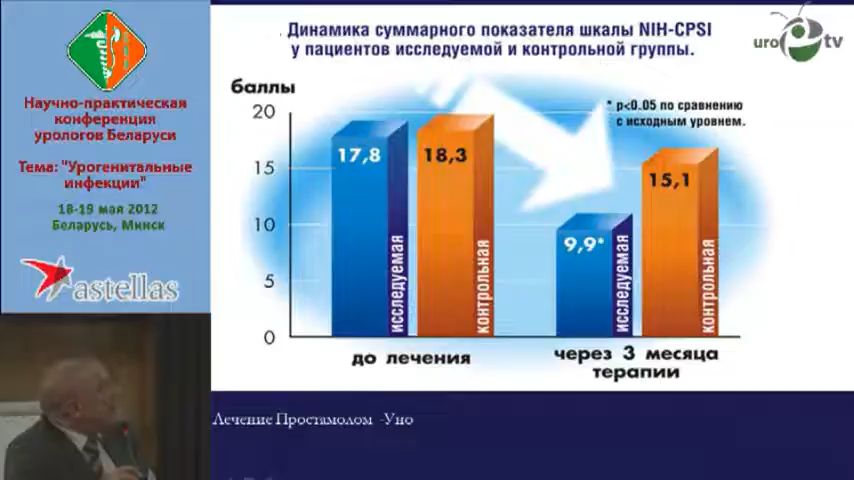 Научно-практическая
конференция
урологов Беларуси
Тема: "Урогенитальные
инфекции"
18-19 мая 2012
Беларусь, Минск
astellas
Динамика суммарного показателя шкалы NIH-CPSI
у пациентов исследуемой и контрольной группы.
uro tv
баллы
* p<0.05 по сравнению
с исходным уровнем.
20
15
10
5
0
17,8
исследуемая
18,3
контрольная
9,9*
исследуемая
15,1
контрольная
до лечения
через 3 месяца
терапии
Лечение Простамолом -Уно